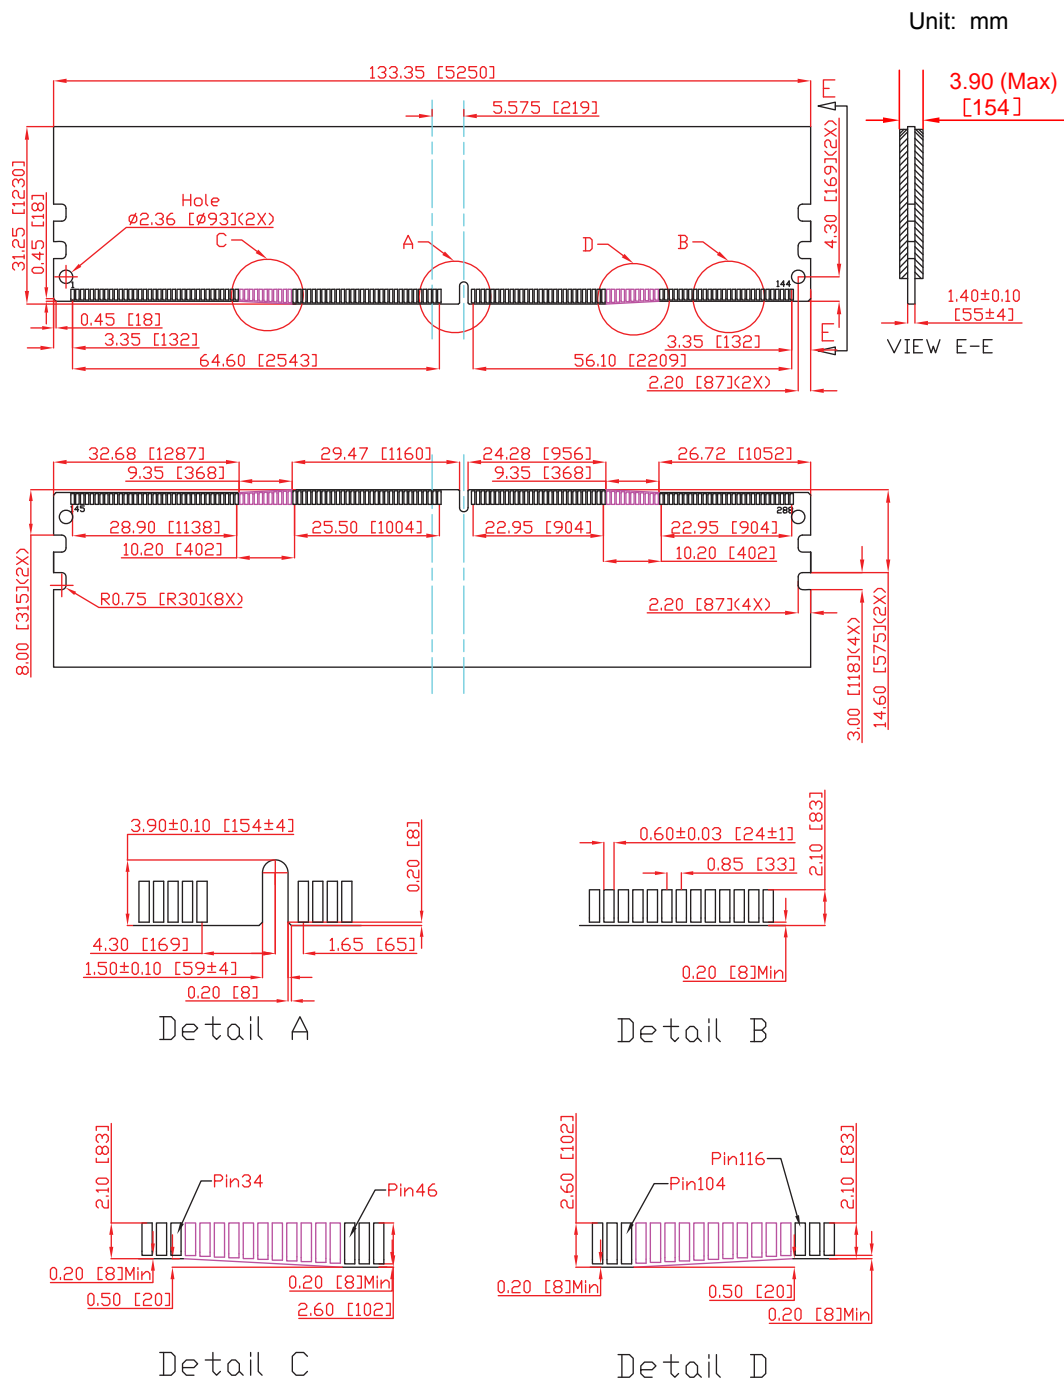 Unit: mm
133.35 [5250]
5.575 [219]
E
3.90 (Max)
[154]
31.25 [1230]
0.45 [18]
Hole
ø2.36 [ø93](2X)
C
A
D
B
4.30 [169](2X)
1
144
0.45 [18]
3.35 [132]
64.60 [2543]
3.35 [132]
56.10 [2209]
2.20 [87](2X)
E
1.40±0.10
[55±4]
VIEW E-E
32.68 [1287]
29.47 [1160]
24.28 [956]
26.72 [1052]
9.35 [368]
9.35 [368]
145
288
28.90 [1138]
25.50 [1004]
22.95 [904]
22.95 [904]
10.20 [402]
10.20 [402]
8.00 [315](2X)
R0.75 [R30](8X)
2.20 [87](4X)
3.00 [118](4X)
14.60 [575](2X)
3.90±0.10 [154±4]
0.20 [8]
4.30 [169]
1.65 [65]
1.50±0.10 [59±4]
0.20 [8]
Detail A
0.60±0.03 [24±1]
2.10 [83]
0.85 [33]
0.20 [8]Min
Detail B
2.10 [83]
Pin34
Pin46
0.20 [8]Min
0.20 [8]Min
0.50 [20]
2.60 [102]
Detail C
2.60 [102]
Pin116
Pin104
2.10 [83]
0.20 [8]Min
0.50 [20]
0.20 [8]Min
Detail D